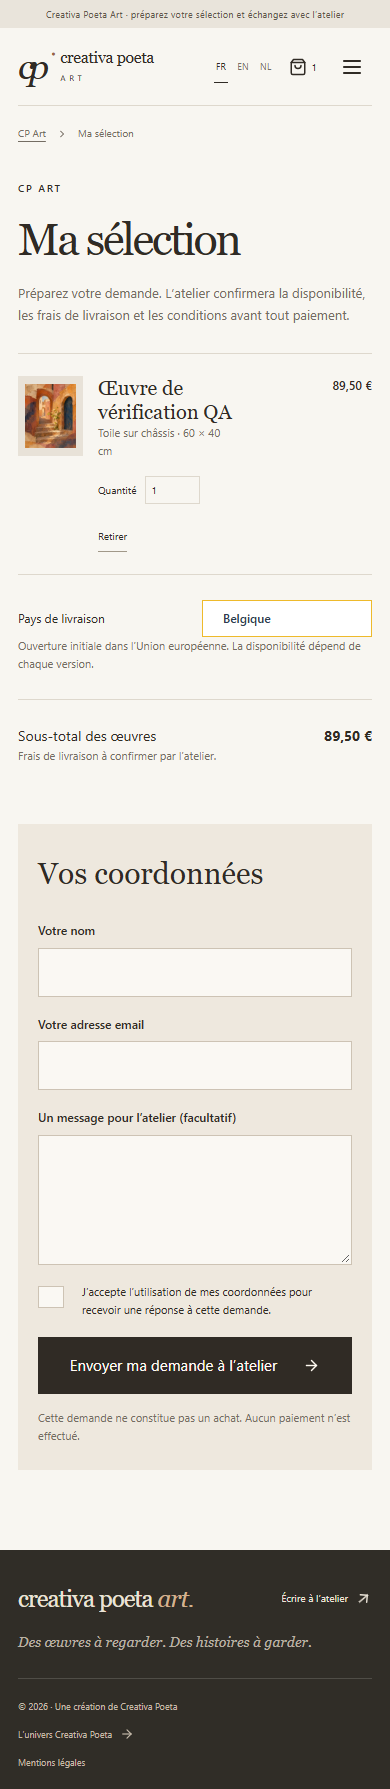 Creativa Poeta Art · préparez votre sélection et échangez avec l'atelier
cp creativa poeta
ART
FR EN NL 1
CP Art > Ma sélection
CP ART
Ma sélection
Préparez votre demande. L'atelier confirmera la disponibilité,
les frais de livraison et les conditions avant tout paiement.
Œuvre de
vérification QA
89,50 €
Toile sur châssis · 60 × 40
cm
Quantité 1
Retirer
Pays de livraison Belgique
Ouverture initiale dans l'Union européenne. La disponibilité dépend de
chaque version.
Sous-total des œuvres 89,50 €
Frais de livraison à confirmer par l'atelier.
Vos coordonnées
Votre nom
Votre adresse email
Un message pour l'atelier (facultatif)
J'accepte l'utilisation de mes coordonnées pour
recevoir une réponse à cette demande.
Envoyer ma demande à l'atelier →
Cette demande ne constitue pas un achat. Aucun paiement n'est
effectué.
creativa poeta art.
Écrire à l'atelier ↗
Des œuvres à regarder. Des histoires à garder.
© 2026 · Une création de Creativa Poeta
L'univers Creativa Poeta →
Mentions légales